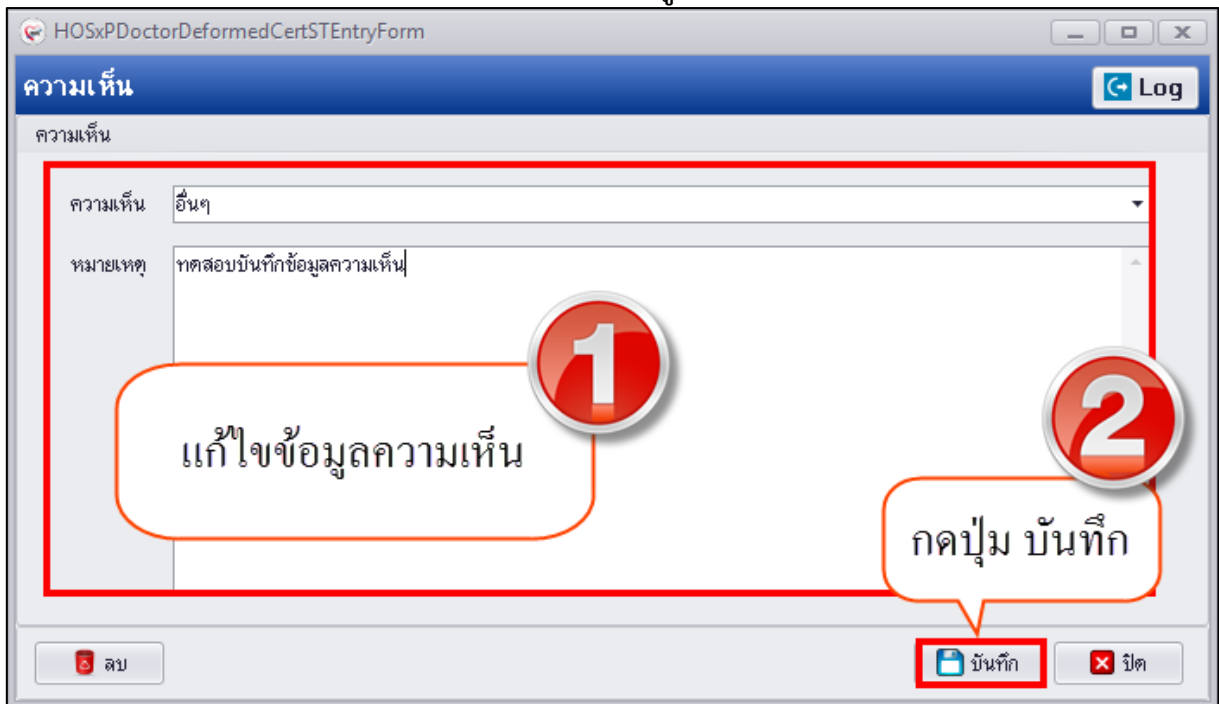 HOSxPDoctorDeformedCertSTEntryForm
ความเห็น
Log
ความเห็น
ความเห็น อื่นๆ
หมายเหตุ ทดสอบบันทึกข้อมูลความเห็น
1
2
แก้ไขข้อมูลความเห็น
กดปุ่ม บันทึก
ลบ บันทึก ปิด